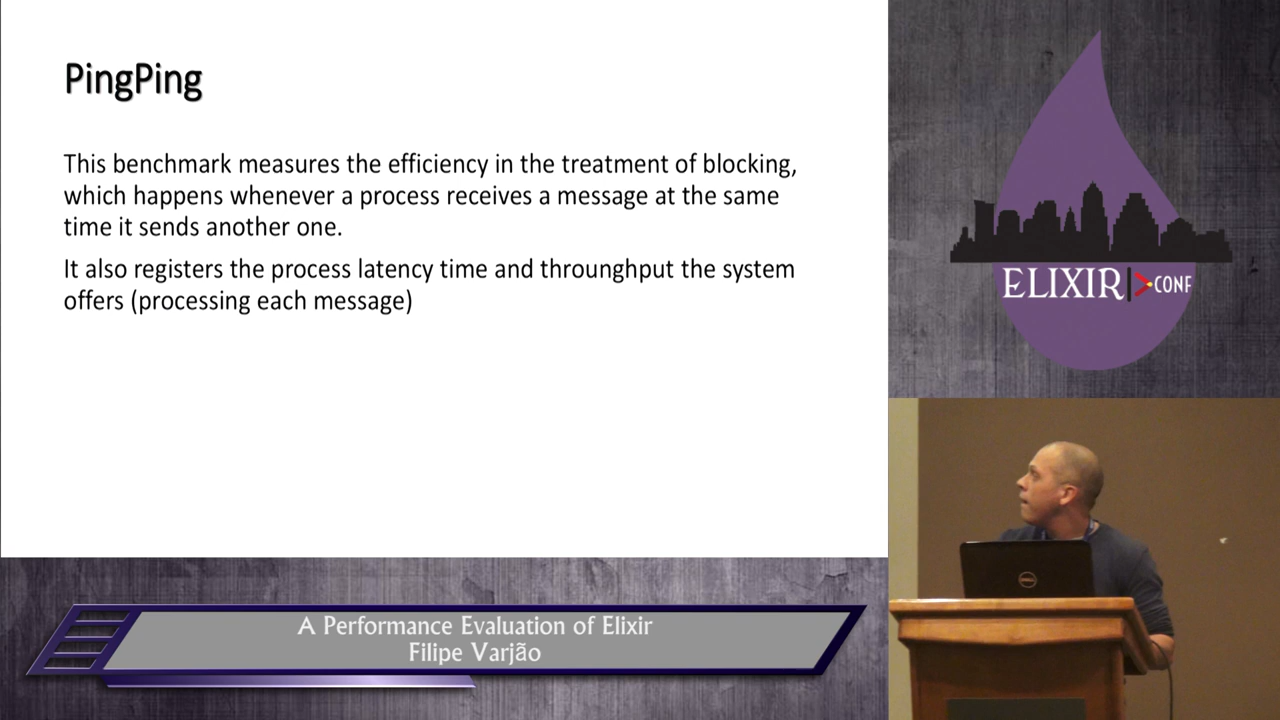 PingPing
This benchmark measures the efficiency in the treatment of blocking,
which happens whenever a process receives a message at the same
time it sends another one.
It also registers the process latency time and throunghput the system
offers (processing each message)
ELIXIR
CONF
DELL
A Performance Evaluation of Elixir
Filipe Varjão